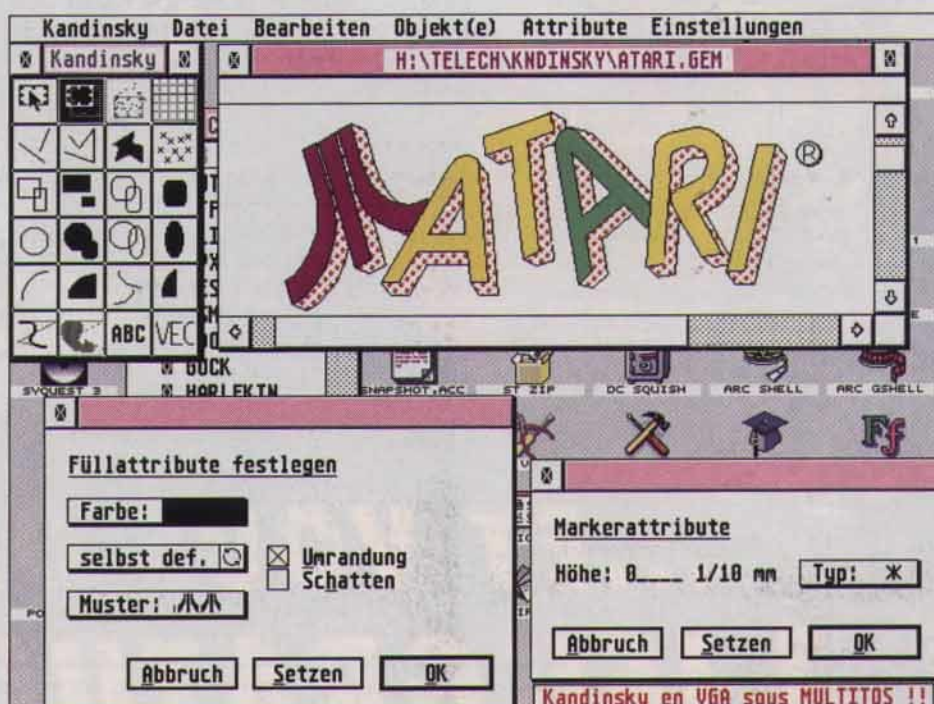 Kandinsky Datei Bearbeiten Objekt(e) Attribute Einstellungen
Kandinsky
H:\TELECH\KNDINSKY\ATARI.GEM
ATARI ®
ABC VEC
GUCK
HARLEKIN
SYQUEST 3
SNAPSHOT.ACC ST ZIP DC SQUISH ARC SHELL ARC GSHELL
Ff
Füllattribute festlegen
Farbe:
selbst def.
Umrandung
Schatten
Muster:
Abbruch Setzen OK
Markerattribute
Höhe: 0____ 1/10 mm Typ:
Abbruch Setzen OK
Kandinsky en VGA sous MULTITOS !!